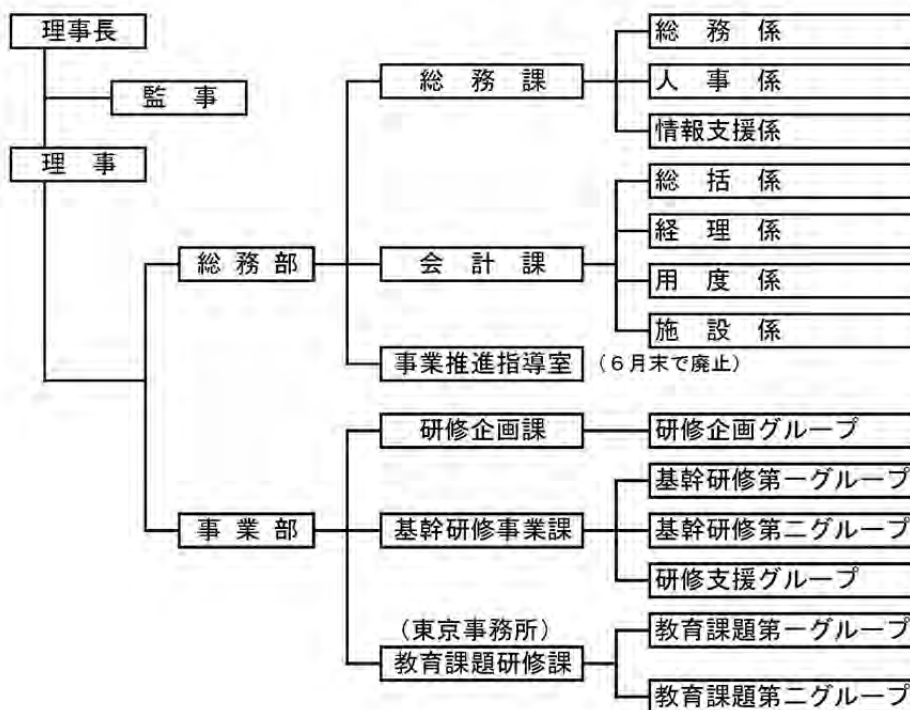 理事長
監事
理事
総務部
総務課
総務係
人事係
情報支援係
会計課
総括係
経理係
用度係
施設係
事業推進指導室 (6月末で廃止)
事業部
研修企画課
研修企画グループ
基幹研修事業課
基幹研修第一グループ
基幹研修第二グループ
研修支援グループ
(東京事務所)
教育課題研修課
教育課題第一グループ
教育課題第二グループ